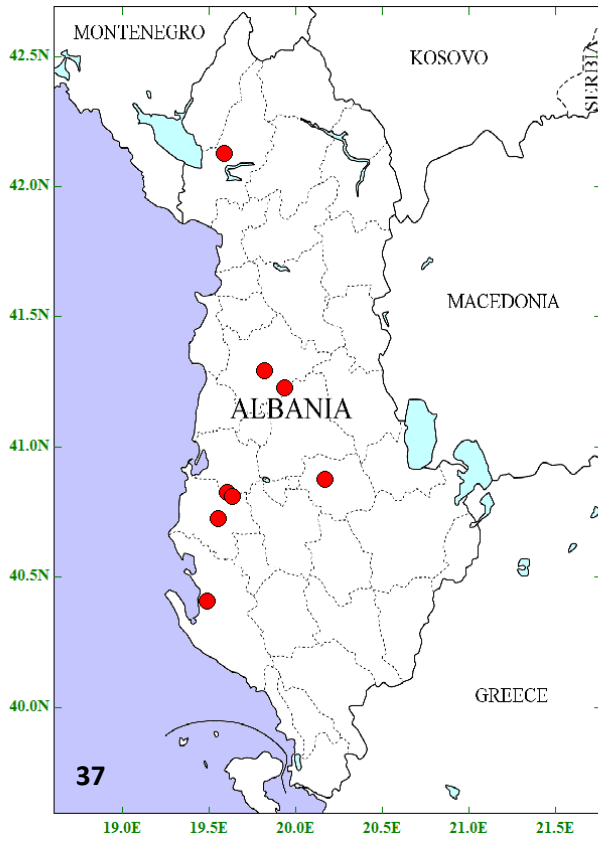 MONTENEGRO
KOSOVO
SERBIA
42.5N
42.0N
41.5N
MACEDONIA
ALBANIA
41.0N
40.5N
40.0N
GREECE
37
19.0E 19.5E 20.0E 20.5E 21.0E 21.5E